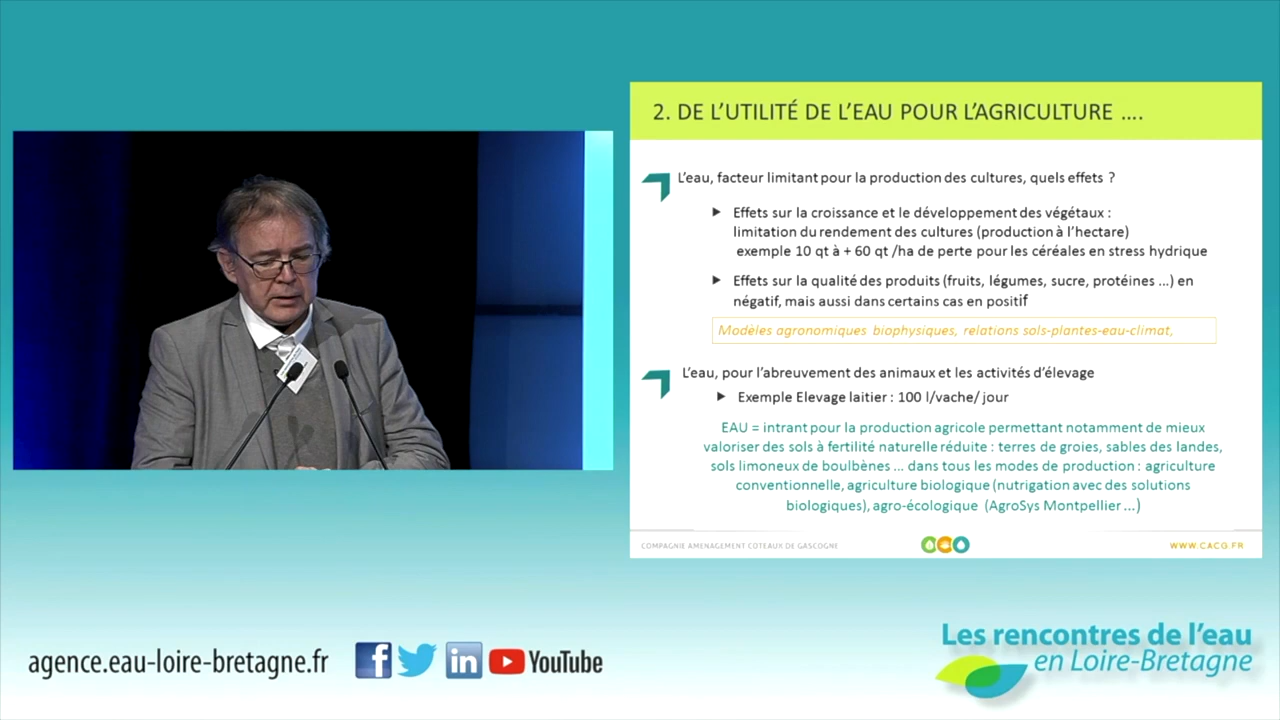 2. DE L'UTILITÉ DE L'EAU POUR L'AGRICULTURE ....
L'eau, facteur limitant pour la production des cultures, quels effets ?
Effets sur la croissance et le développement des végétaux :
limitation du rendement des cultures (production à l'hectare)
exemple 10 qt à + 60 qt /ha de perte pour les céréales en stress hydrique
Effets sur la qualité des produits (fruits, légumes, sucre, protéines ...) en
négatif, mais aussi dans certains cas en positif
Modèles agronomiques biophysiques, relations sols-plantes-eau-climat,
L'eau, pour l'abreuvement des animaux et les activités d'élevage
Exemple Elevage laitier : 100 l/vache/ jour
EAU = intrant pour la production agricole permettant notamment de mieux
valoriser des sols à fertilité naturelle réduite : terres de groies, sables des landes,
sols limoneux de boulbènes ... dans tous les modes de production : agriculture
conventionnelle, agriculture biologique (nutrigation avec des solutions
biologiques), agro-écologique (AgroSys Montpellier ...)
COMPAGNIE AMENAGEMENT COTEAUX DE GASCOGNE
WWW.CACG.FR
agence.eau-loire-bretagne.fr
YouTube
Les rencontres de l'eau
en Loire-Bretagne